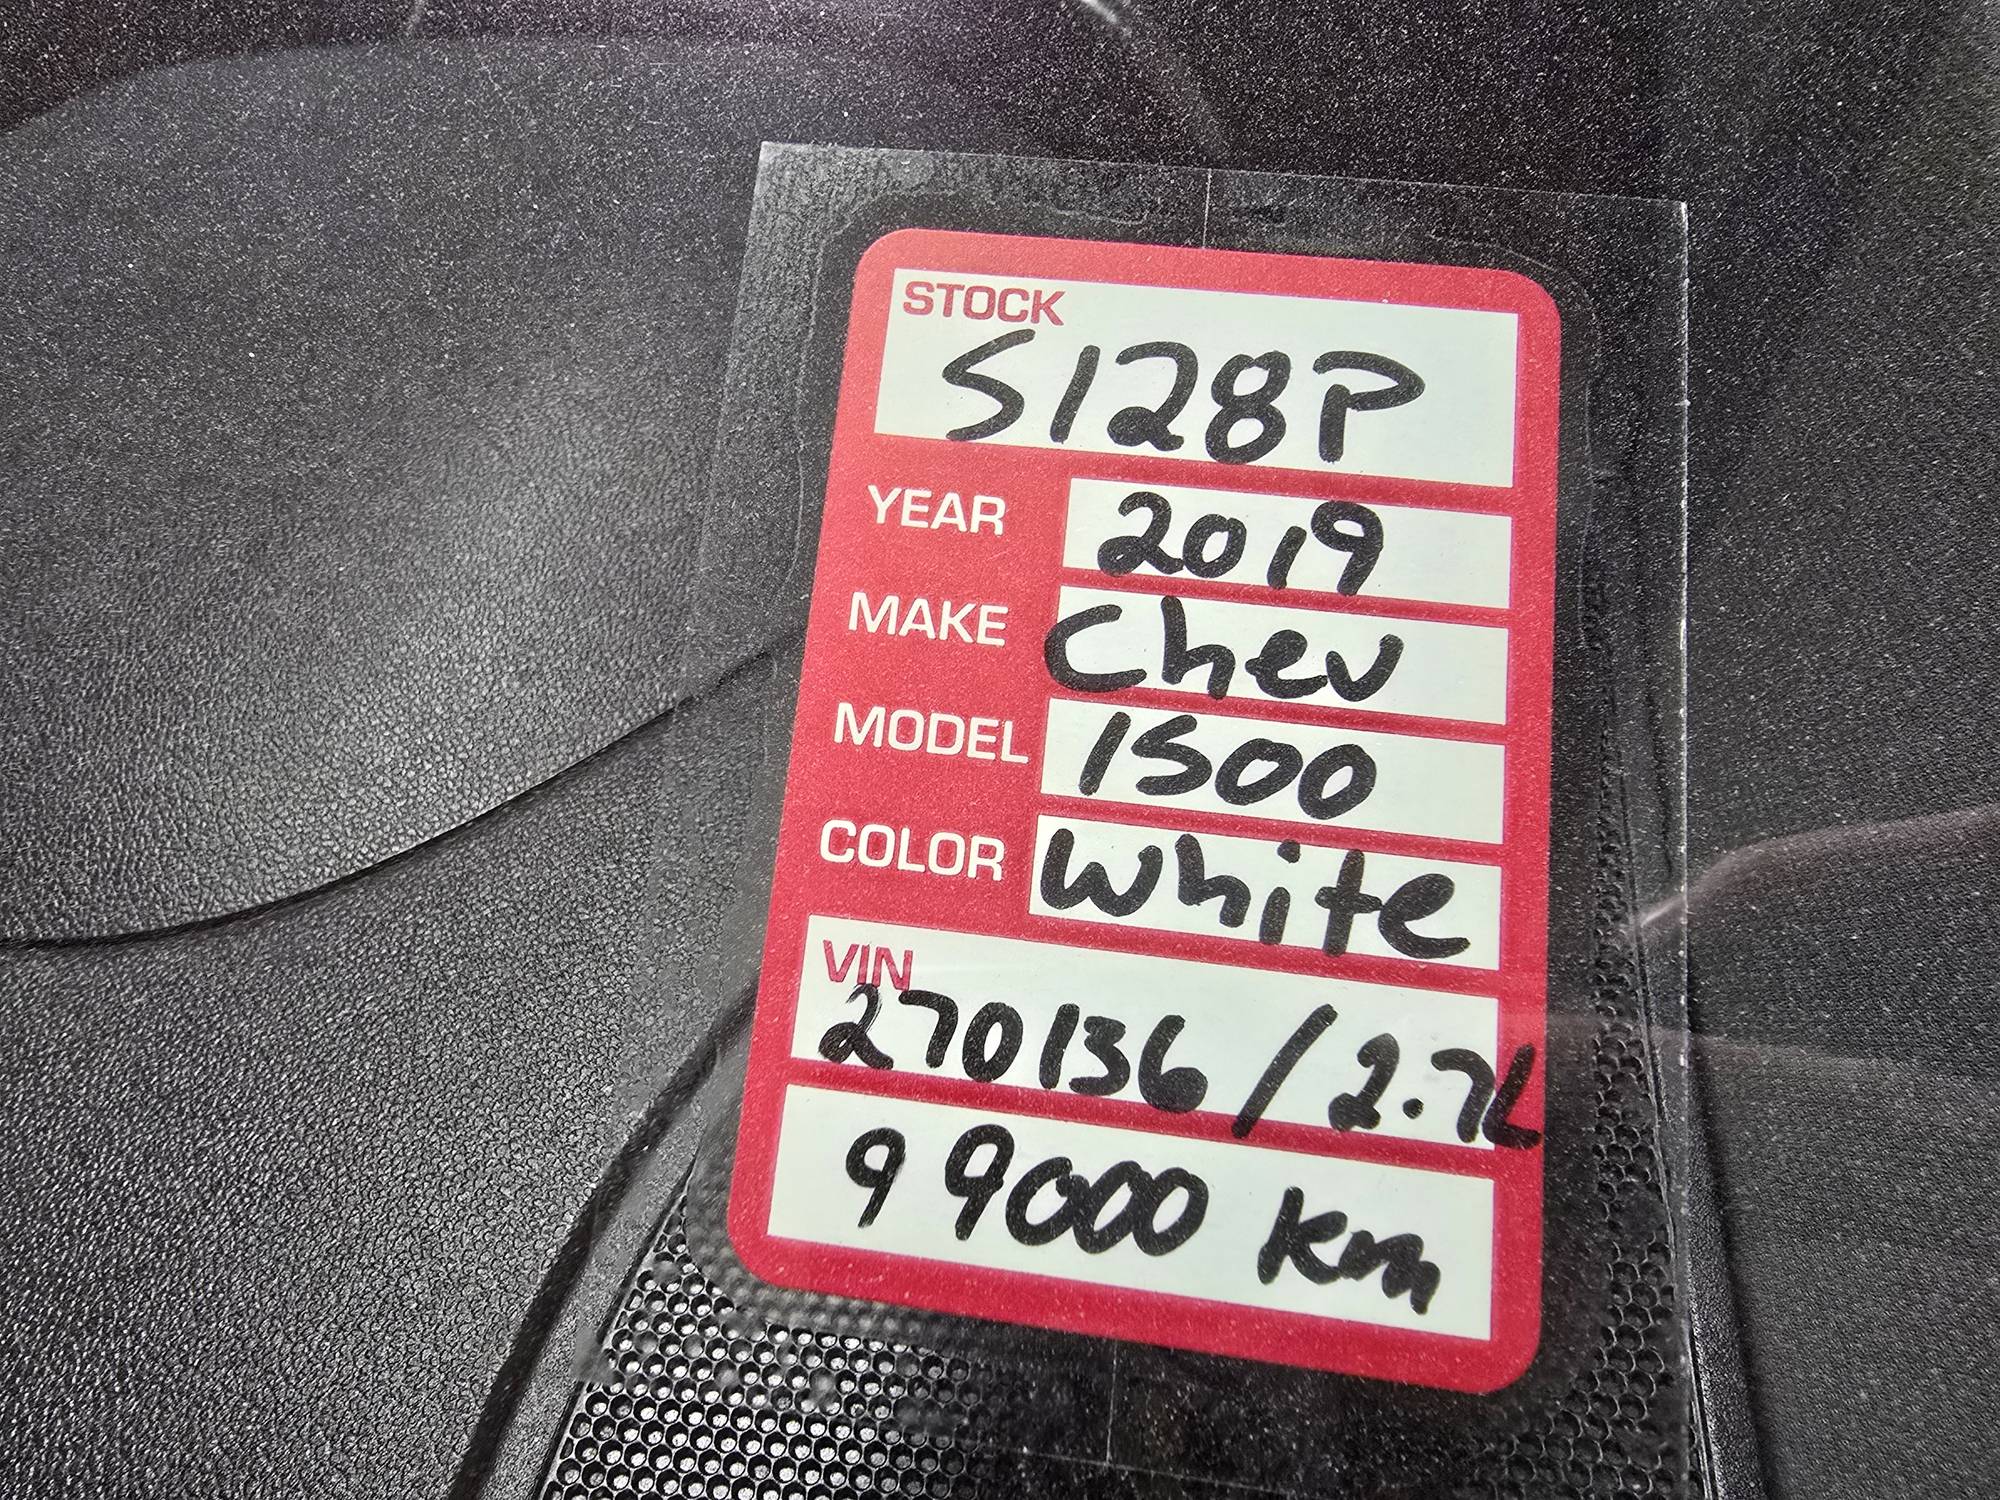 STOCK
S128P
YEAR 2019
MAKE Chev
MODEL 1500
COLOR White
VIN
270136 / 2.7L
99000 Km